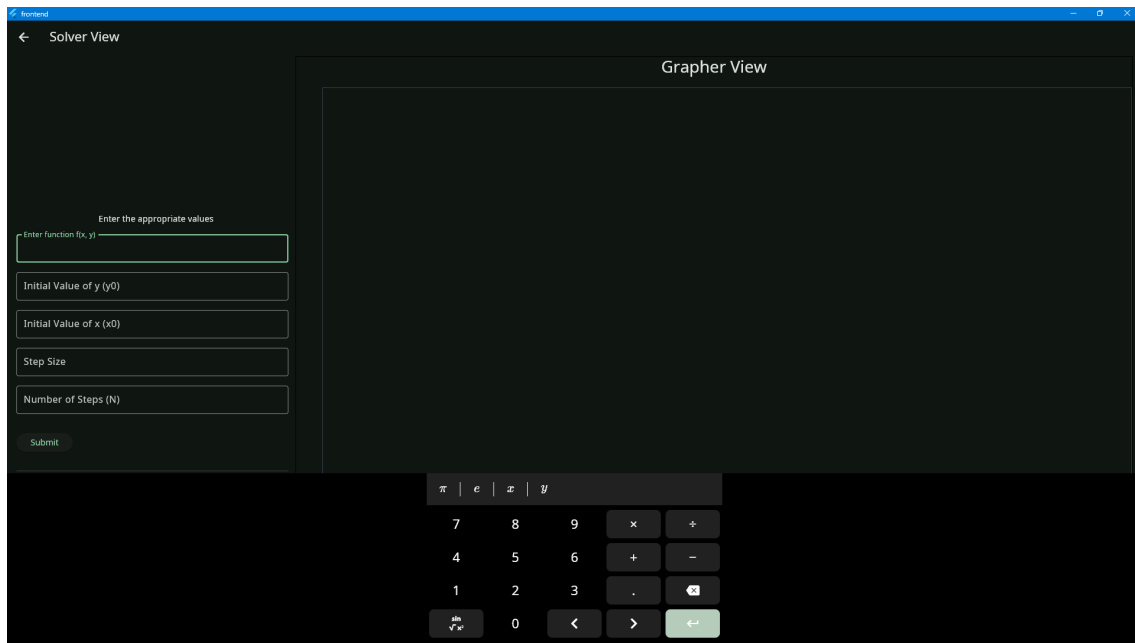 frontend
Solver View
Grapher View
Enter the appropriate values
Enter function f(x, y)
Initial Value of y (y0)
Initial Value of x (x0)
Step Size
Number of Steps (N)
Submit
π | e | x | y
7 8 9 × ÷
4 5 6 + −
1 2 3 .
sin
√ x²
0